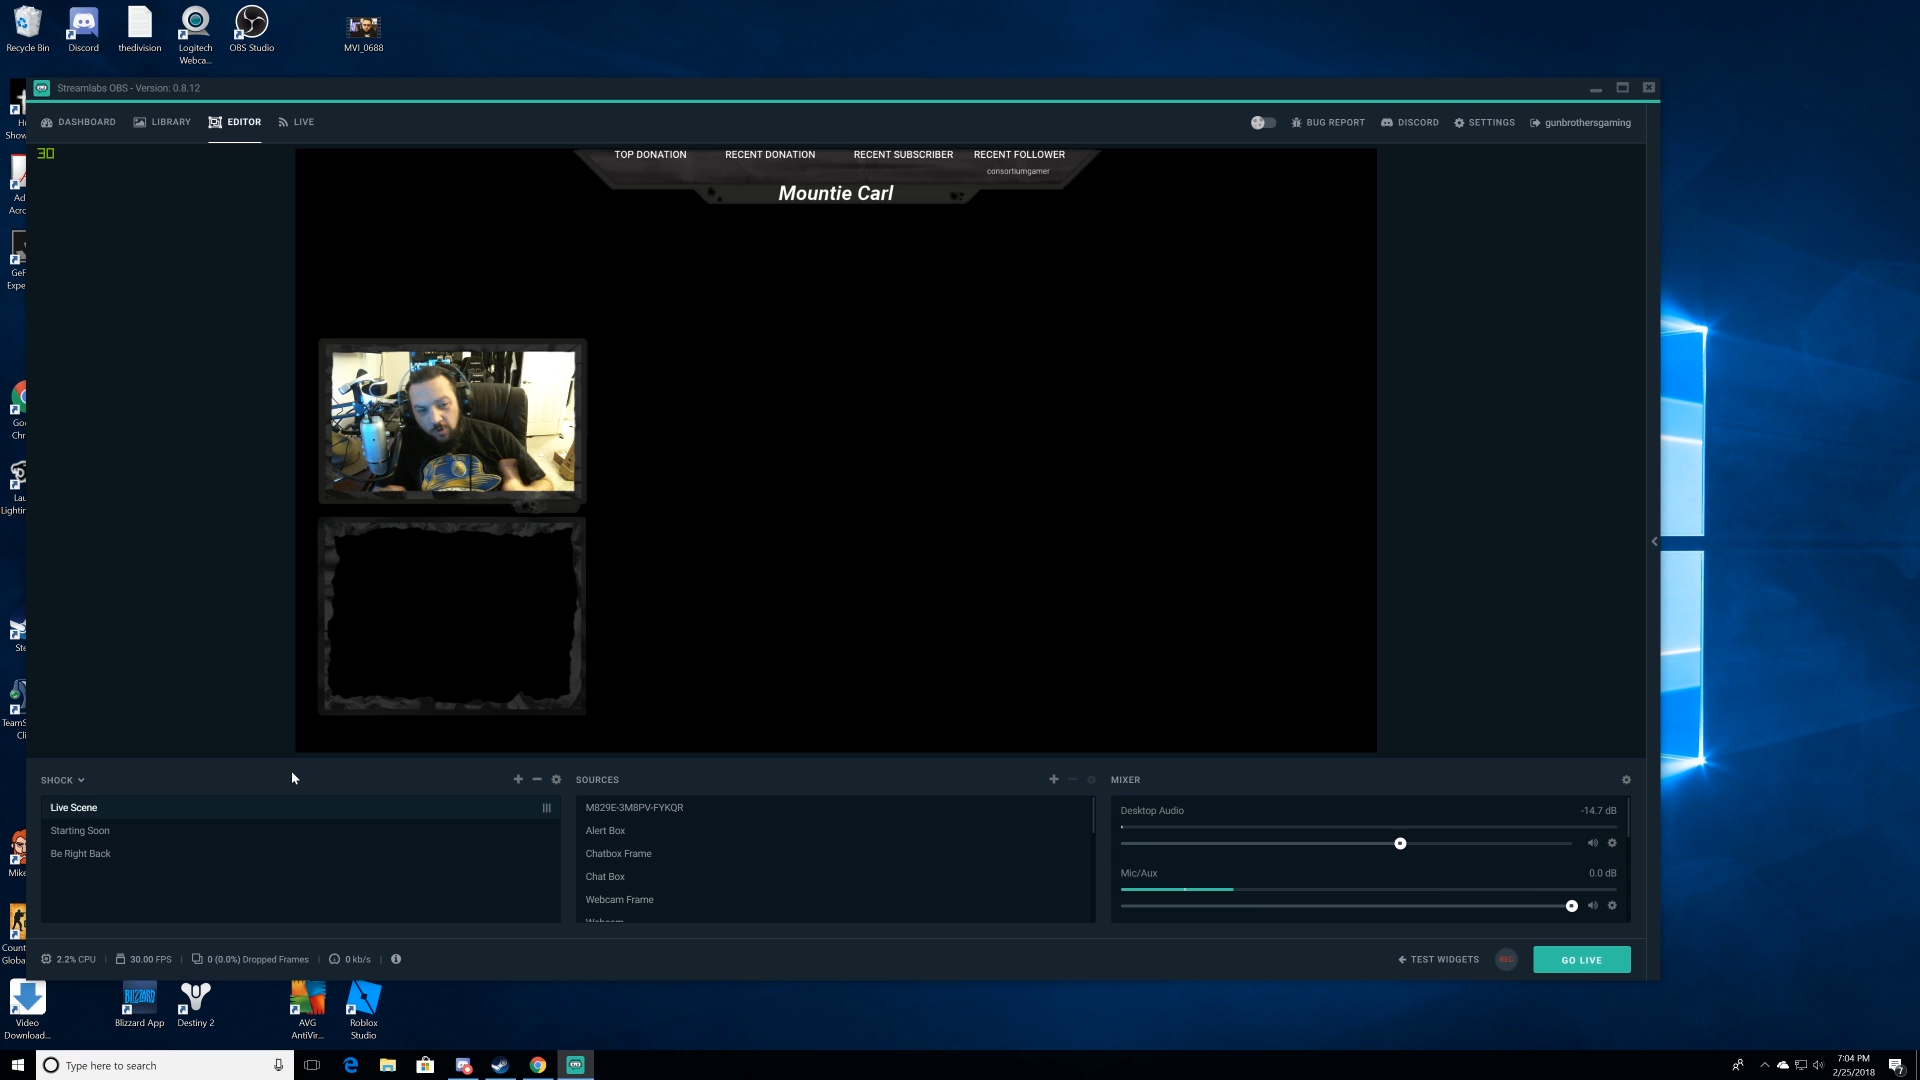 Recycle Bin
Discord
thedivision
Logitech
Webca...
OBS Studio
MVI_0688
Streamlabs OBS - Version: 0.8.12
DASHBOARD
LIBRARY
EDITOR
LIVE
BUG REPORT
DISCORD
SETTINGS
gunbrothersgaming
30
TOP DONATION
RECENT DONATION
RECENT SUBSCRIBER
RECENT FOLLOWER
consortiumgamer
Mountie Carl
SHOCK
Live Scene
Starting Soon
Be Right Back
SOURCES
M829E-3M8PV-FYKQR
Alert Box
Chatbox Frame
Chat Box
Webcam Frame
Webcam
MIXER
Desktop Audio
-14.7 dB
Mic/Aux
0.0 dB
2.2% CPU
30.00 FPS
0 (0.0%) Dropped Frames
0 kb/s
TEST WIDGETS
REC
GO LIVE
Video
Download...
Blizzard App
BLIZZARD
Destiny 2
AVG
AntiVir...
Roblox
Studio
Type here to search
7:04 PM
2/25/2018
7